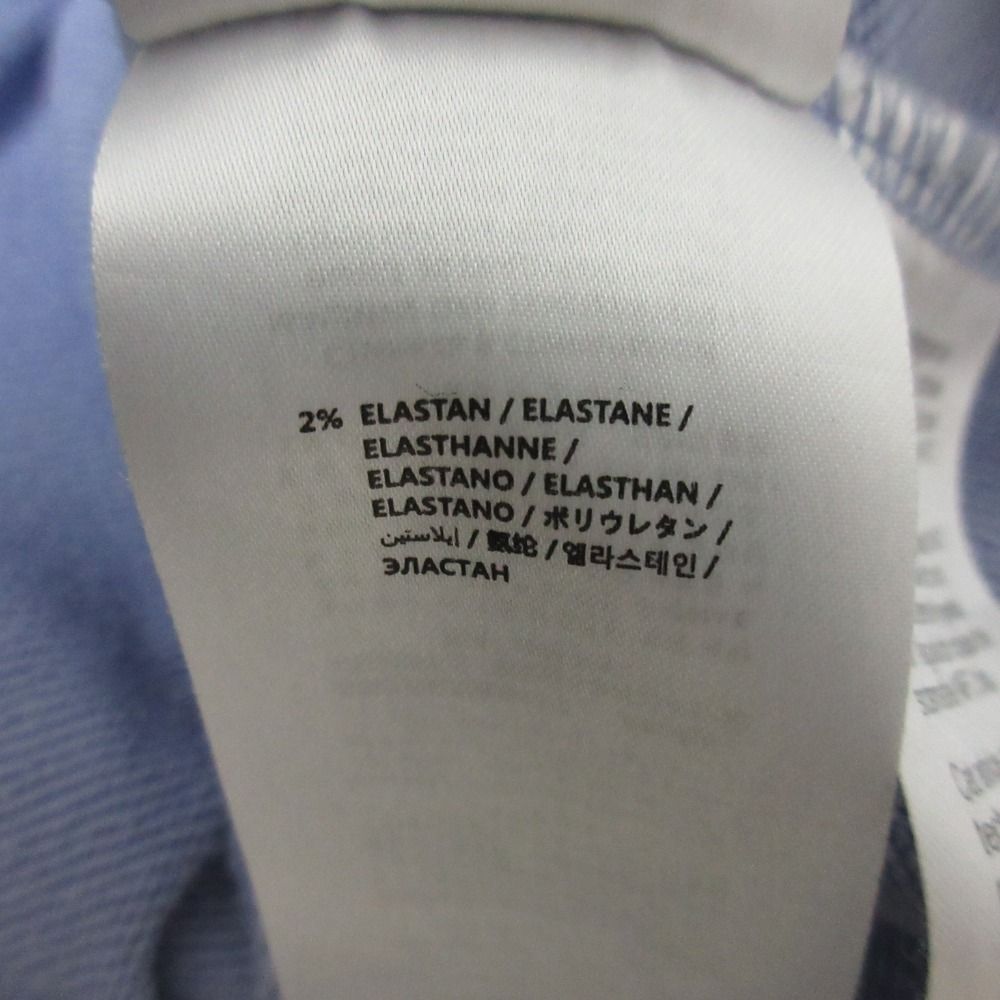 2% ELASTAN / ELASTANE /
ELASTHANNE /
ELASTANO / ELASTHAN /
ELASTANO / ポリウレタン /
إيلاستين / 氨纶 / 엘라스테인 /
ЭЛАСТАН